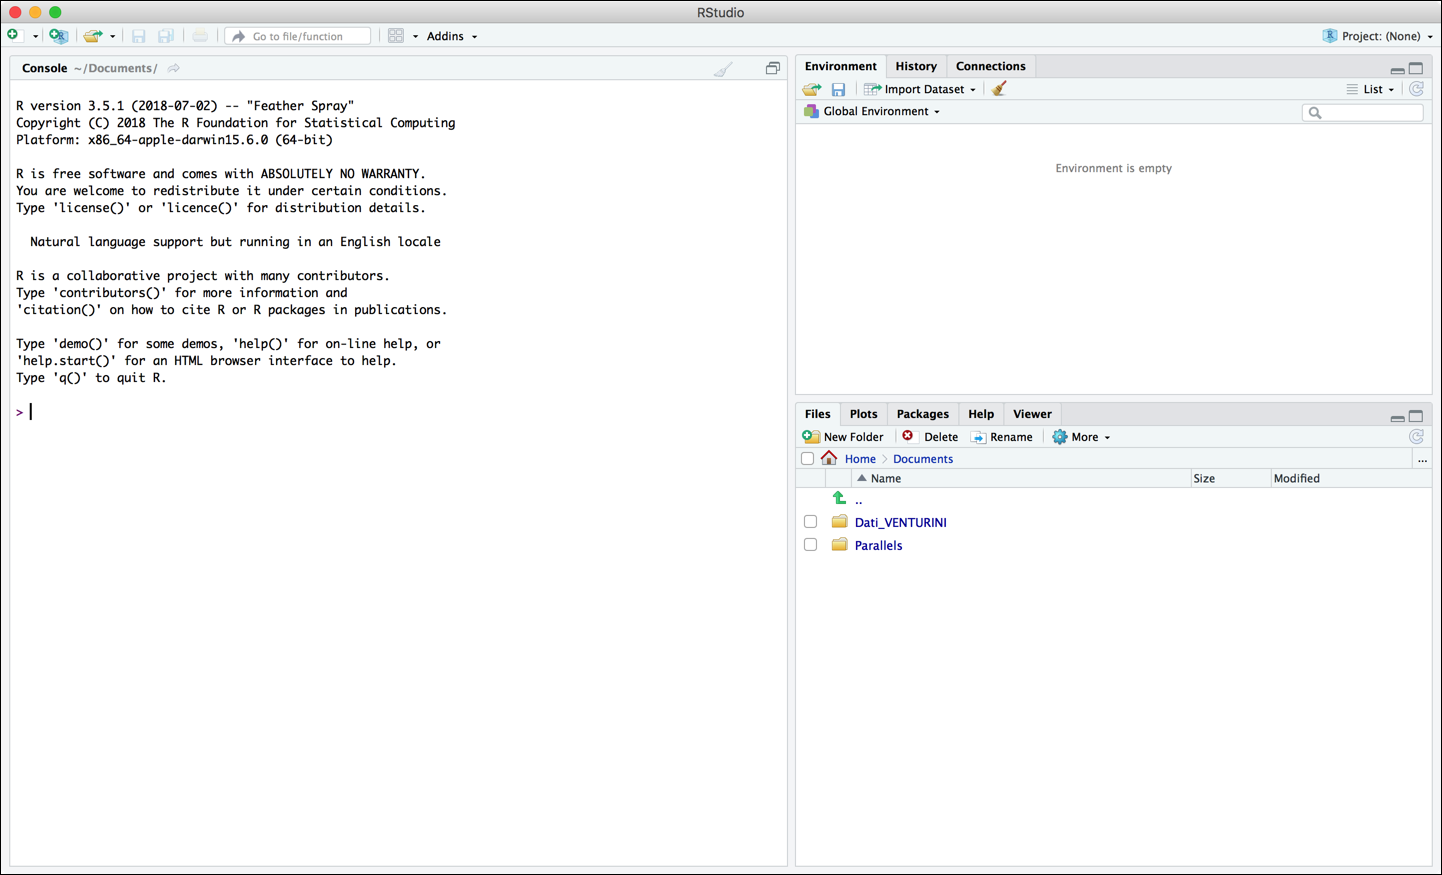 RStudio
Go to file/function
Addins
Project: (None)
Console ~/Documents/
R version 3.5.1 (2018-07-02) -- "Feather Spray"
Copyright (C) 2018 The R Foundation for Statistical Computing
Platform: x86_64-apple-darwin15.6.0 (64-bit)
R is free software and comes with ABSOLUTELY NO WARRANTY.
You are welcome to redistribute it under certain conditions.
Type 'license()' or 'licence()' for distribution details.
Natural language support but running in an English locale
R is a collaborative project with many contributors.
Type 'contributors()' for more information and
'citation()' on how to cite R or R packages in publications.
Type 'demo()' for some demos, 'help()' for on-line help, or
'help.start()' for an HTML browser interface to help.
Type 'q()' to quit R.
>
Environment History Connections
Import Dataset List
Global Environment
Environment is empty
Files Plots Packages Help Viewer
New Folder Delete Rename More
Home Documents ...
Name Size Modified
..
Dati_VENTURINI
Parallels